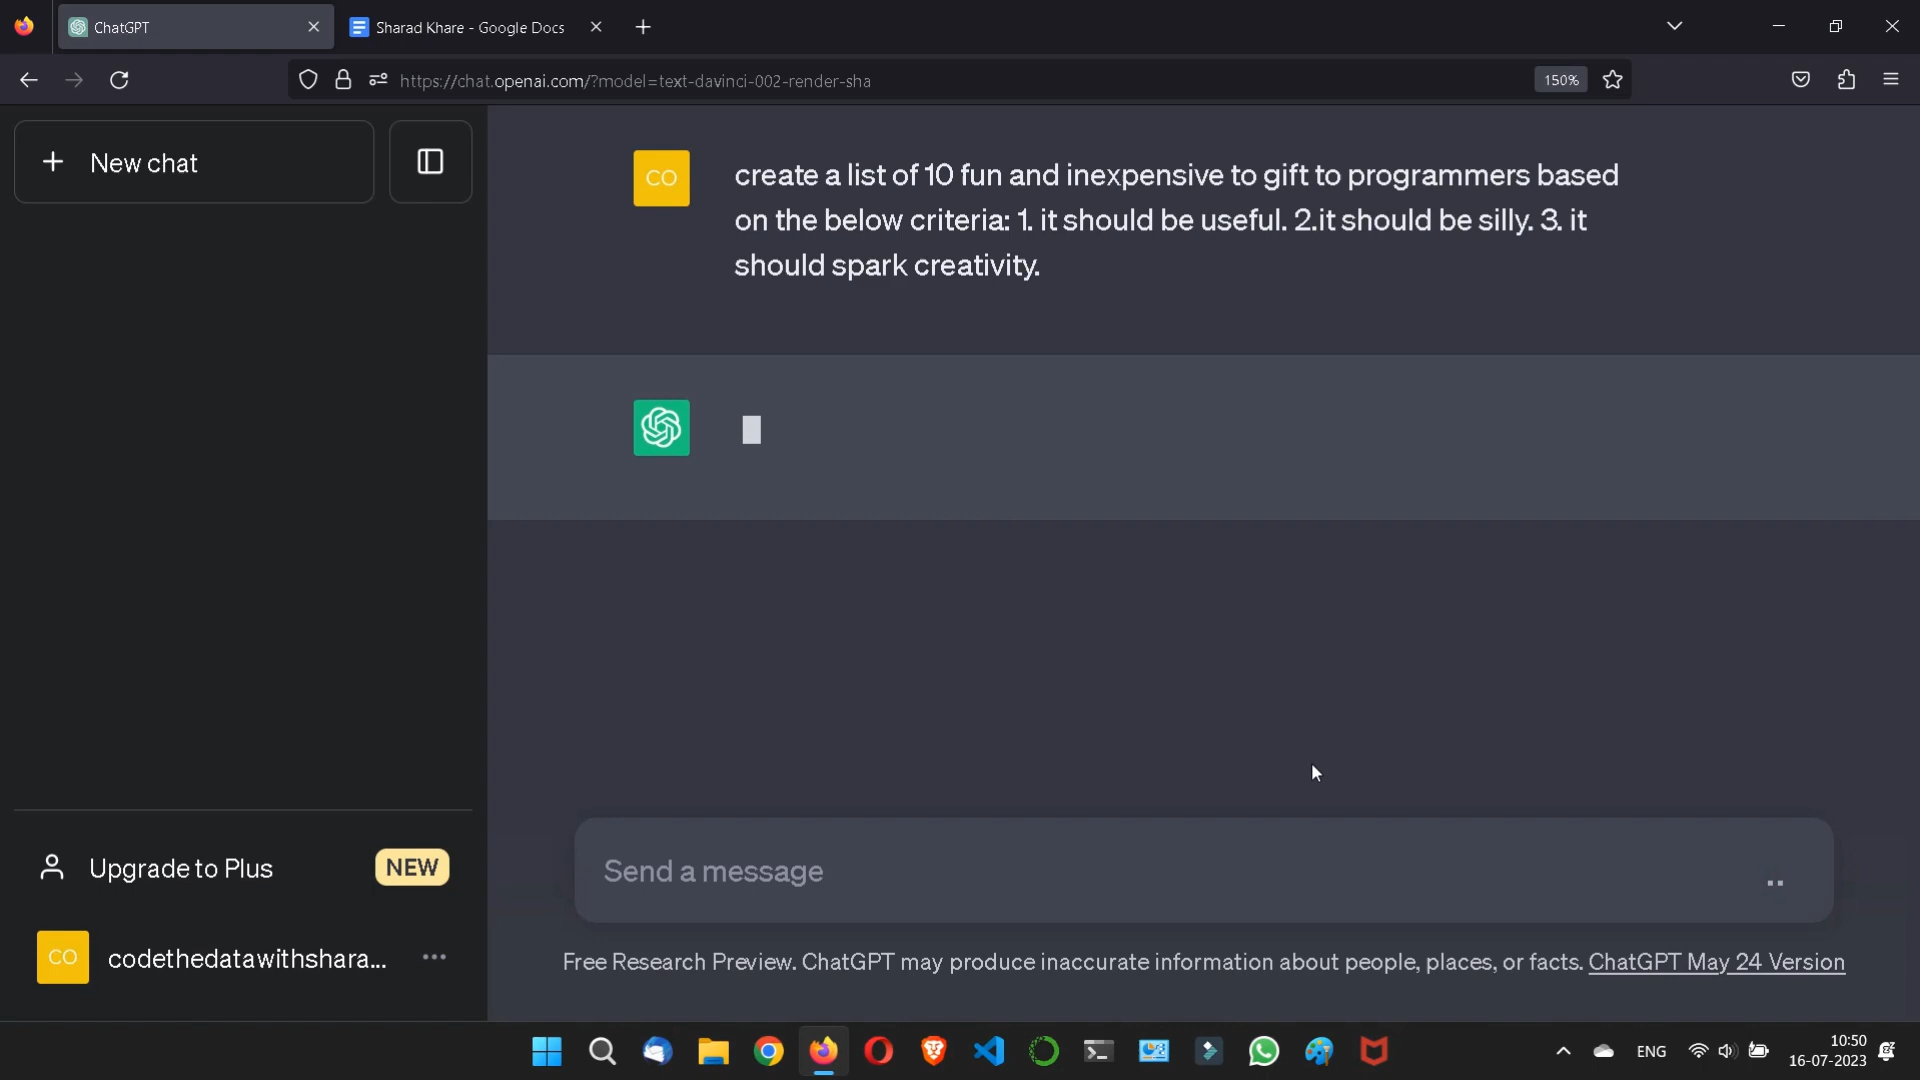 ChatGPT
Sharad Khare - Google Docs
https://chat.openai.com/?model=text-davinci-002-render-sha
150%
New chat
CO
create a list of 10 fun and inexpensive to gift to programmers based
on the below criteria: 1. it should be useful. 2.it should be silly. 3. it
should spark creativity.
Upgrade to Plus
NEW
CO
codethedatawithshara...
Send a message
Free Research Preview. ChatGPT may produce inaccurate information about people, places, or facts. ChatGPT May 24 Version
ENG
10:50
16-07-2023